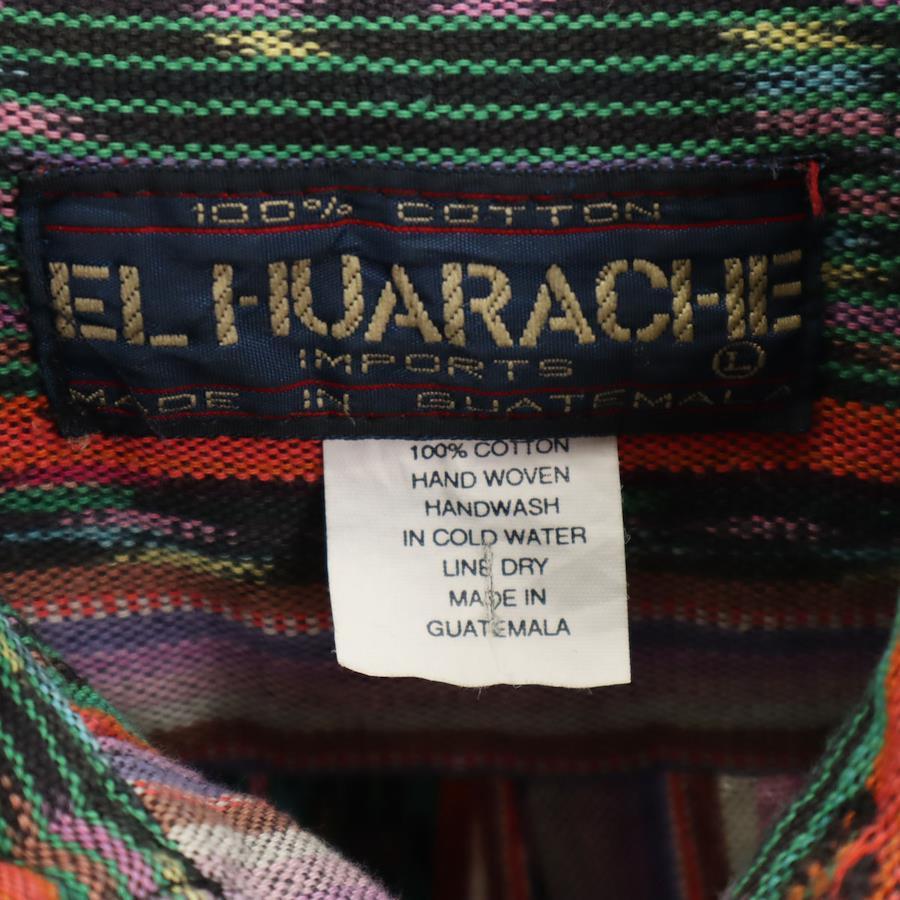 100% COTTON
EL HUARACHE
IMPORTS
L
MADE IN GUATEMALA
100% COTTON
HAND WOVEN
HANDWASH
IN COLD WATER
LINE DRY
MADE IN
GUATEMALA